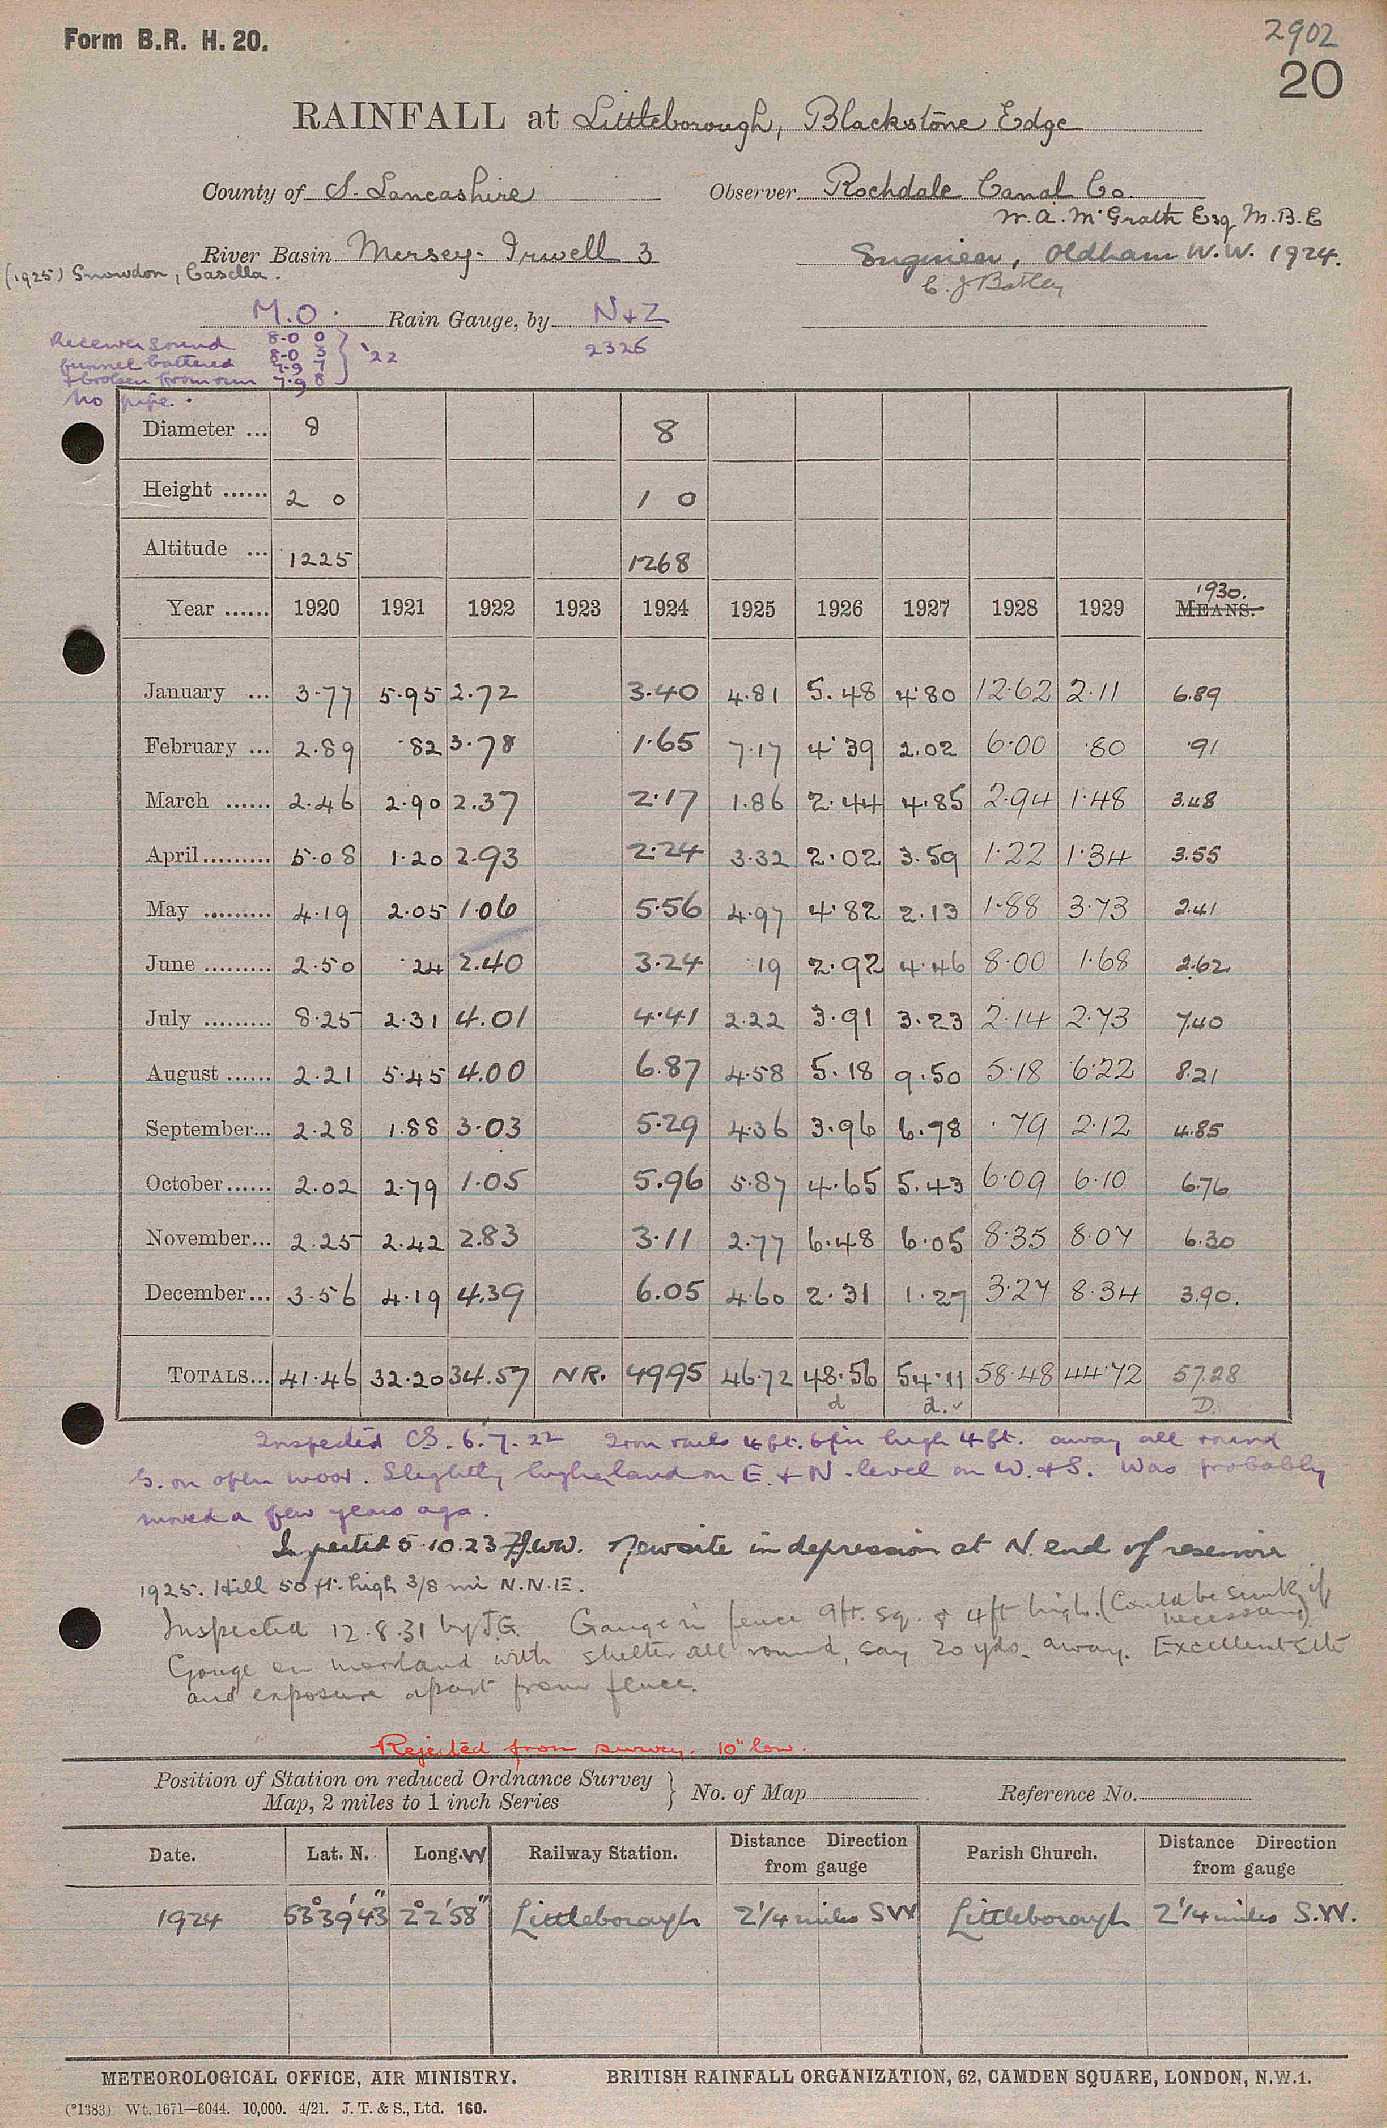 Form B.R. H. 20.
2902
20
RAINFALL at Littleborough, Blackstone Edge
County of S. Lancashire Observer Rochdale Canal Co.
W. A. McGrath Esq M.B.E
River Basin Mersey - Irwell 3 Engineer, Oldham W.W. 1924.
(1925) Snowdon, Casella.
C. J Batley
M.O. Rain Gauge, by N & Z
2326
Receiver sound 8.0 0
funnel battered 8.0 3 } '22
& broken from rim 7.9 7
7.9 8
No pipe.
Diameter ... 8 8
Height ...... 2 0 1 0
Altitude ... 1225 1268
Year ...... 1920 1921 1922 1923 1924 1925 1926 1927 1928 1929 MEANS. 1930.
January ... 3.77 5.95 2.72 3.40 4.81 5.48 4.80 12.62 2.11 6.89
February ... 2.89 .82 3.78 1.65 7.17 4.39 2.02 6.00 .80 .91
March ...... 2.46 2.90 2.37 2.17 1.86 2.44 4.85 2.94 1.48 3.48
April ......... 5.08 1.20 2.93 2.24 3.32 2.02 3.59 1.22 1.34 3.55
May ......... 4.19 2.05 1.06 5.56 4.97 4.82 2.13 1.88 3.73 2.41
June ......... 2.50 .24 2.40 3.24 .19 2.92 4.46 8.00 1.68 2.62
July ......... 8.25 2.31 4.01 4.41 2.22 3.91 3.23 2.14 2.73 7.40
August ...... 2.21 5.45 4.00 6.87 4.58 5.18 9.50 5.18 6.22 8.21
September... 2.28 1.88 3.03 5.29 4.36 3.96 6.78 .79 2.12 4.85
October...... 2.02 2.79 1.05 5.96 5.87 4.65 5.43 6.09 6.10 6.76
November... 2.25 2.42 2.83 3.11 2.77 6.48 6.05 8.35 8.07 6.30
December... 3.56 4.19 4.39 6.05 4.60 2.31 1.27 3.27 8.34 3.90.
TOTALS... 41.46 32.20 34.57 NR. 49.95 46.72 48.56 54.11 58.48 44.72 57.28
d d. ✓ D.
Inspected CS. 6.7.22 Iron rails 4 ft. 6 in high 4 ft. away all round
G. on open moor. Slightly higher land on E. & N. level on W. & S. Was probably
moved a few years ago.
Inspected 5.10.23 New site in depression at N. end of reservoir
1925. Hill 50 ft. high 3/8 mi N.N.E.
Inspected 12.8.31 by J.G. Gauge in fence 9ft. sq. & 4ft high. (Could be sunk if
necessary)
Gauge on moorland with shelter all round, say 20 yds. away. Excellent site
and exposure apart from fence.
Rejected from survey. 10" low.
Position of Station on reduced Ordnance Survey
Map, 2 miles to 1 inch Series } No. of Map Reference No.
Date. Lat. N. Long. W Railway Station. Distance Direction from gauge Parish Church. Distance Direction from gauge
1924 53° 39' 43" 2° 2' 58" Littleborough 2 1/4 miles SW Littleborough 2 1/4 miles S.W.
METEOROLOGICAL OFFICE, AIR MINISTRY. BRITISH RAINFALL ORGANIZATION, 62, CAMDEN SQUARE, LONDON, N.W.1.
(*1383) Wt. 1671—6044. 10,000. 4/21. J. T. & S., Ltd. 160.